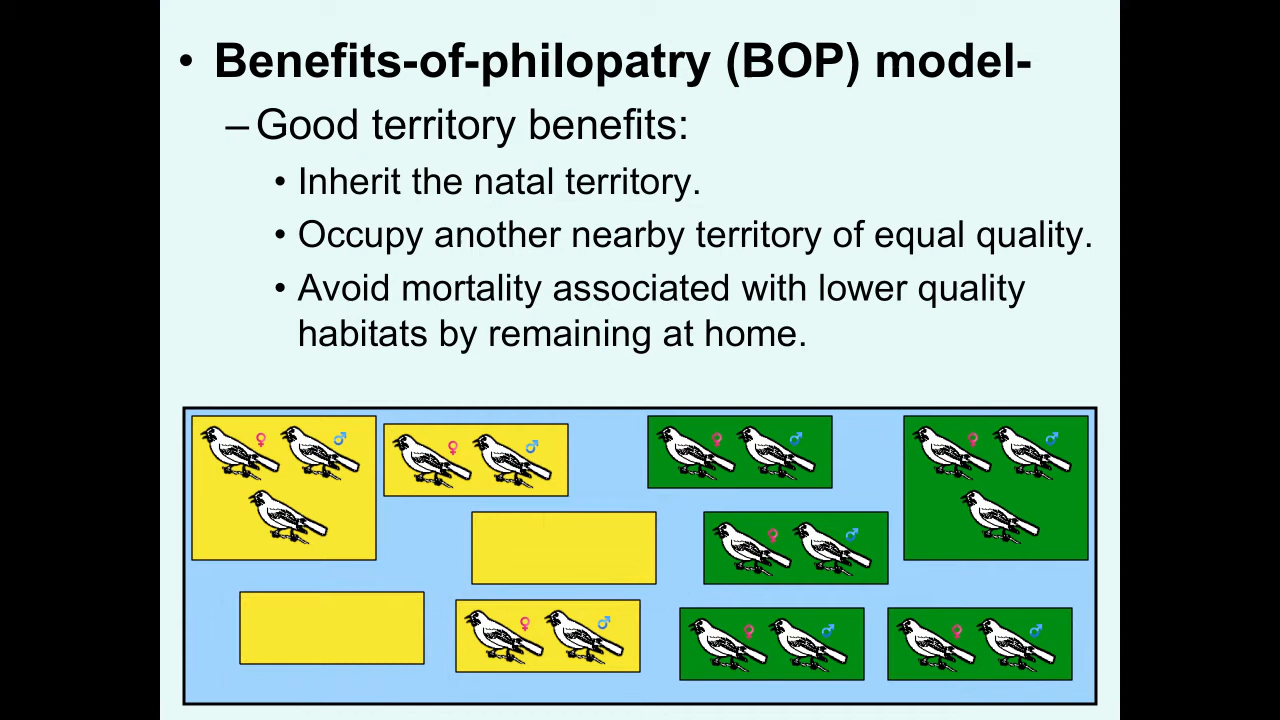 • Benefits-of-philopatry (BOP) model-
– Good territory benefits:
• Inherit the natal territory.
• Occupy another nearby territory of equal quality.
• Avoid mortality associated with lower quality
habitats by remaining at home.
♀ ♂ ♀ ♂ ♀ ♂ ♀ ♂
♀ ♂
♀ ♂ ♀ ♂ ♀ ♂